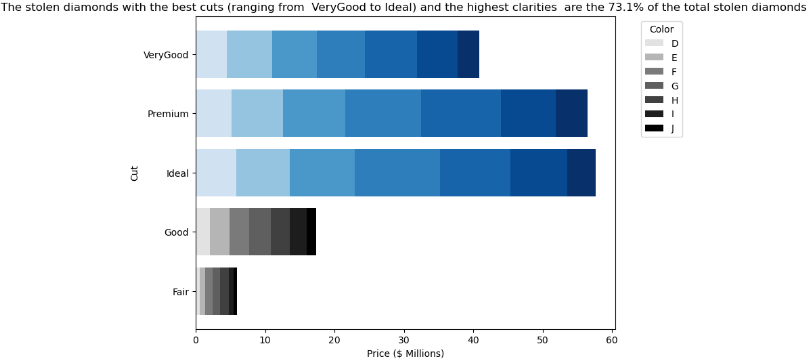 The stolen diamonds with the best cuts (ranging from  VeryGood to Ideal) and the highest clarities  are the 73.1% of the total stolen diamonds
Color
D
E
F
G
H
I
J
Cut
VeryGood
Premium
Ideal
Good
Fair
0 10 20 30 40 50 60
Price ($ Millions)